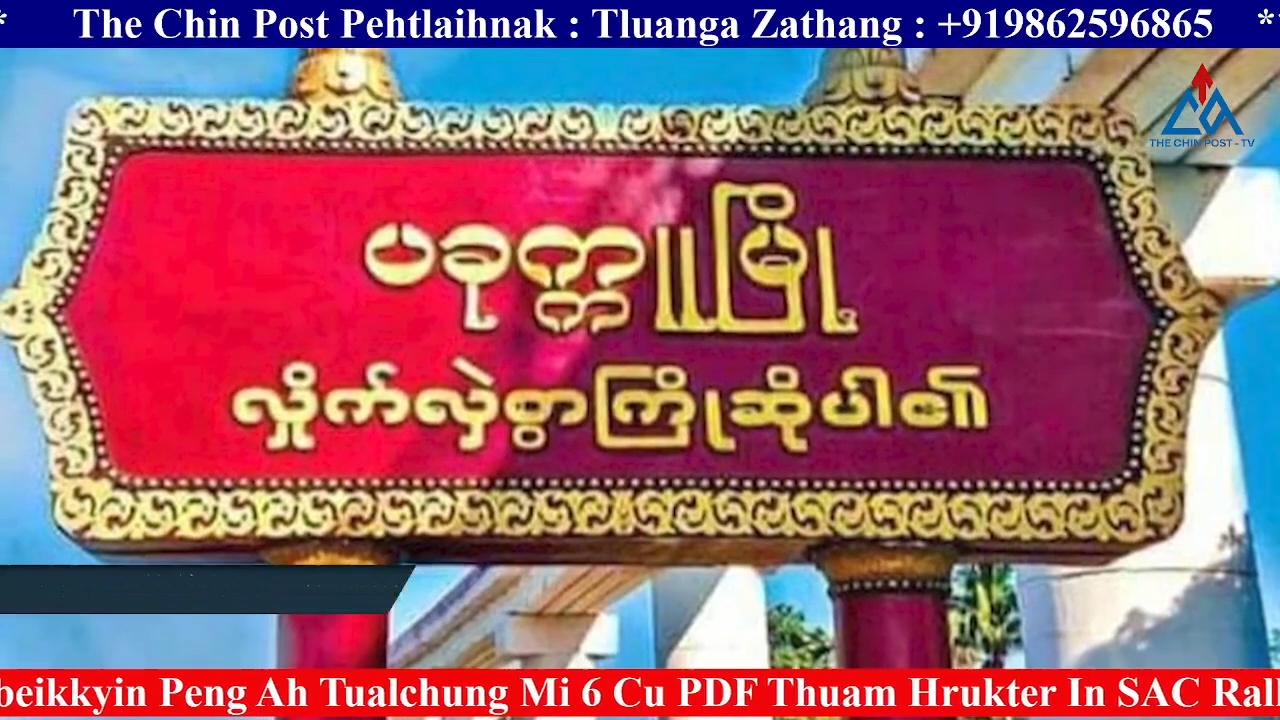 * The Chin Post Pehtlaihnak : Tluanga Zathang : +919862596865 *
THE CHIN POST - TV
ပခုက္ကူမြို့
လှိုက်လှဲစွာကြိုဆိုပါ၏
beikkyin Peng Ah Tualchung Mi 6 Cu PDF Thuam Hrukter In SAC Ral